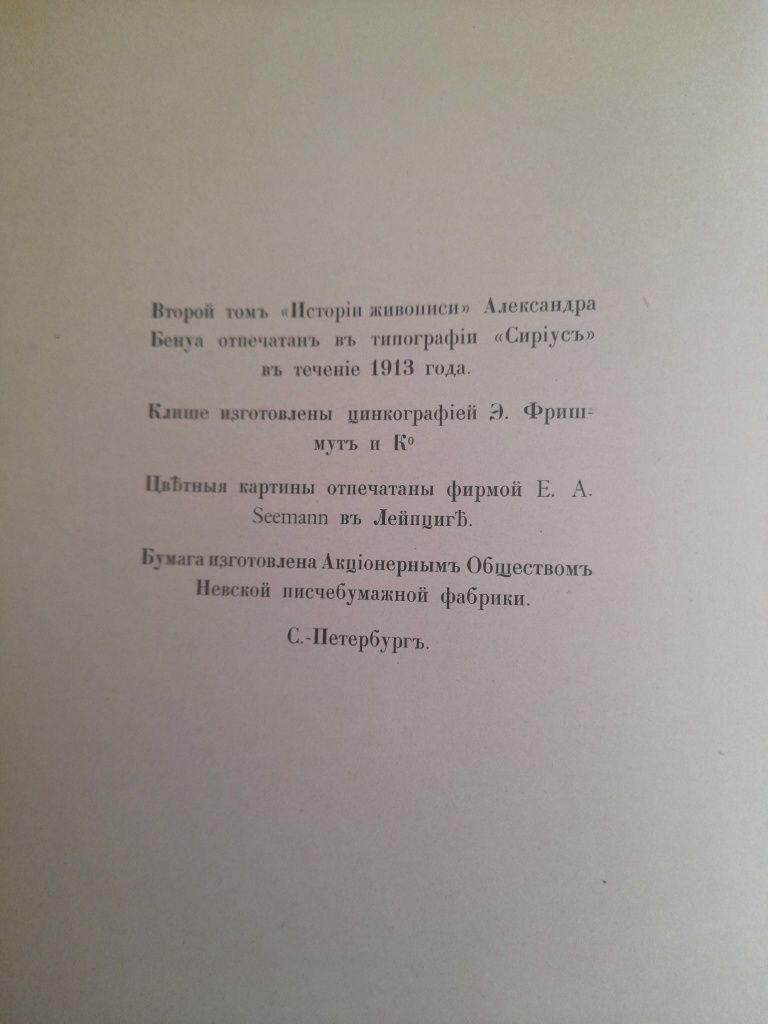 Второй томъ «Исторіи живописи» Александра
Бенуа отпечатанъ въ типографіи «Сиріусъ»
въ теченіе 1913 года.
Клише изготовлены цинкографіей Э. Фриш-
мутъ и Кº
Цвѣтныя картины отпечатаны фирмой E. A.
Seemann въ Лейпцигѣ.
Бумага изготовлена Акціонернымъ Обществомъ
Невской писчебумажной фабрики.
С.-Петербургъ.